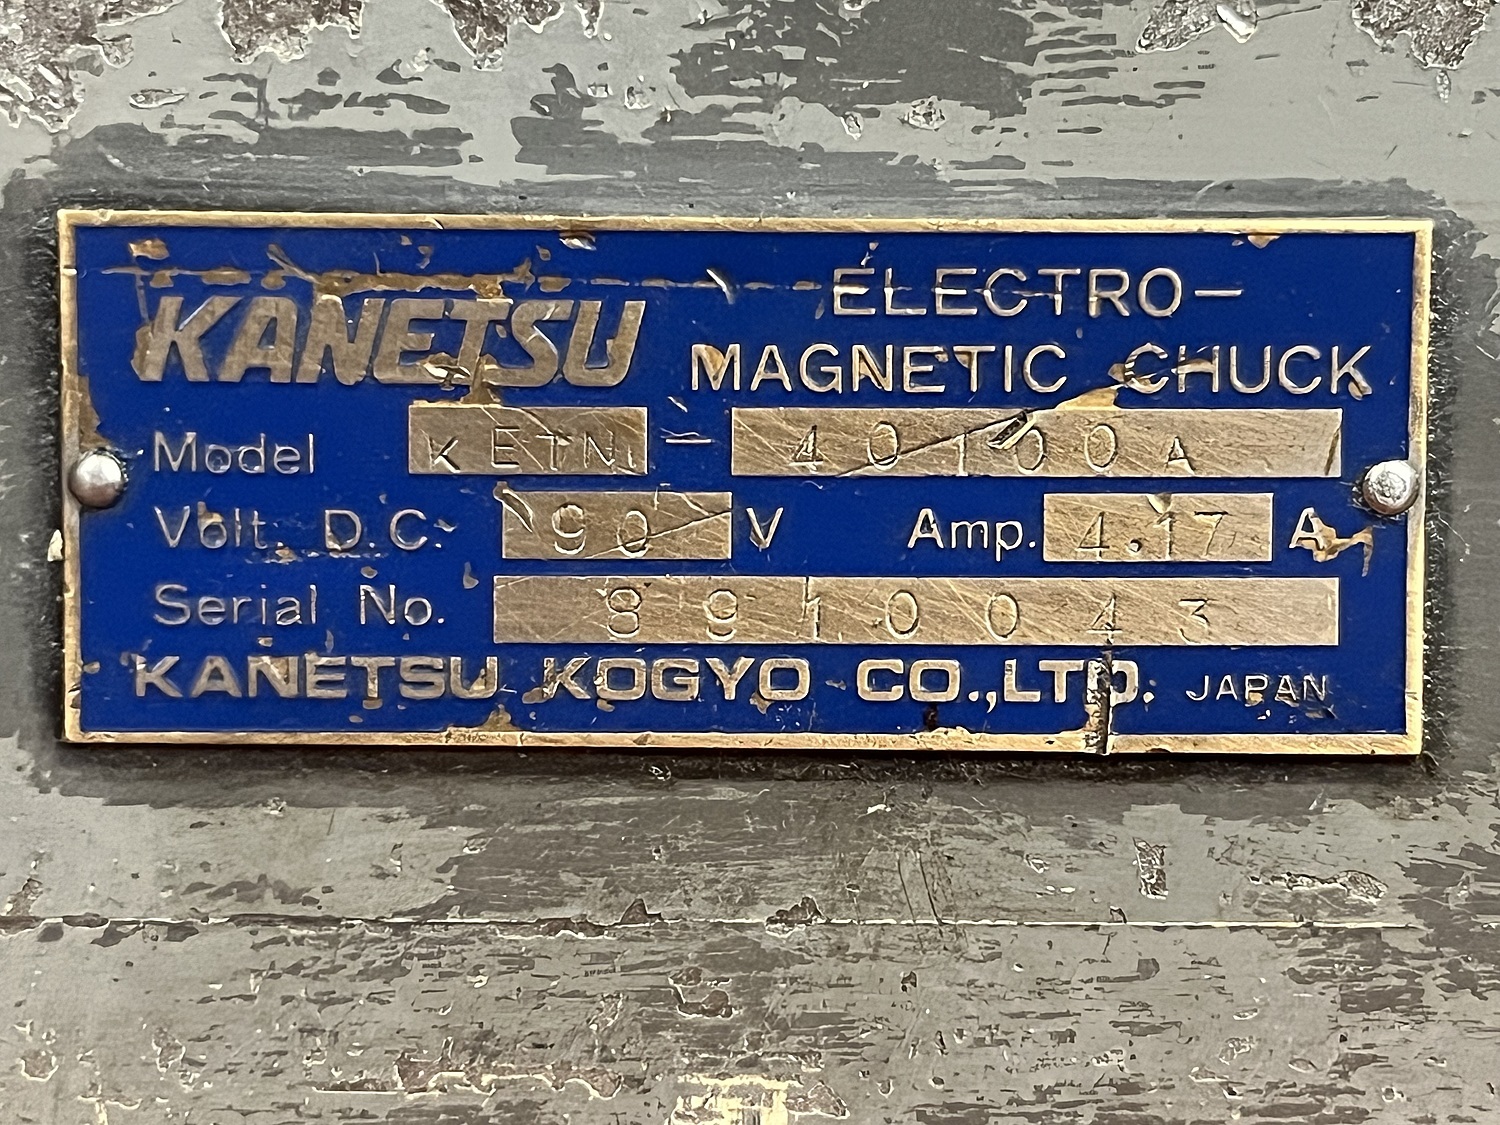 KANETSU ELECTRO-
MAGNETIC CHUCK
Model KETN - 40100A
Volt. D.C. 90 V Amp. 4.17 A
Serial No. 8910043
KANETSU KOGYO CO.,LTD. JAPAN